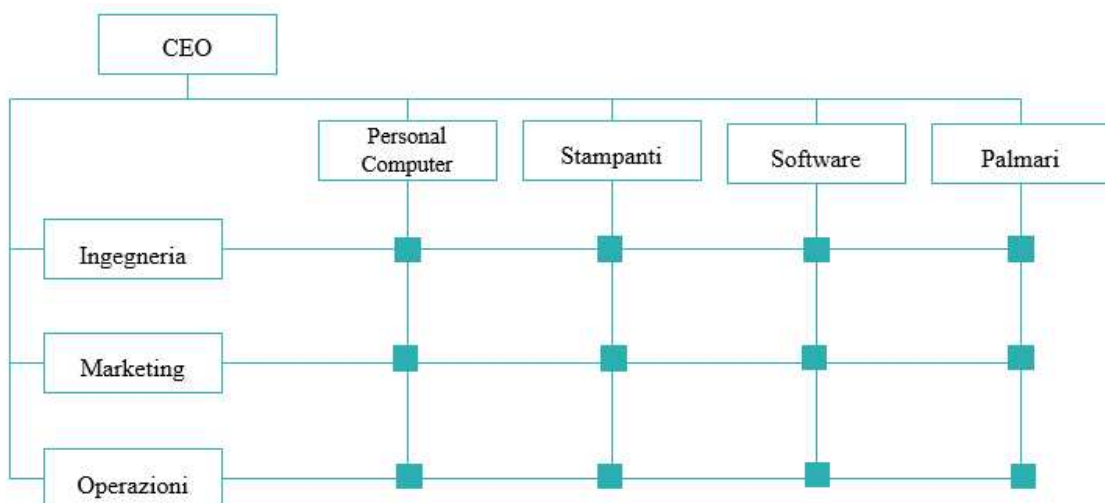 CEO
Personal
Computer
Stampanti
Software
Palmari
Ingegneria
Marketing
Operazioni